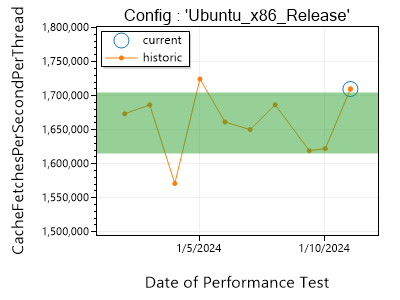 Config : 'Ubuntu_x86_Release'
CacheFetchesPerSecondPerThread
1,800,000
current
historic
1,750,000
1,700,000
1,650,000
1,600,000
1,550,000
1,500,000
1/5/2024
1/10/2024
Date of Performance Test